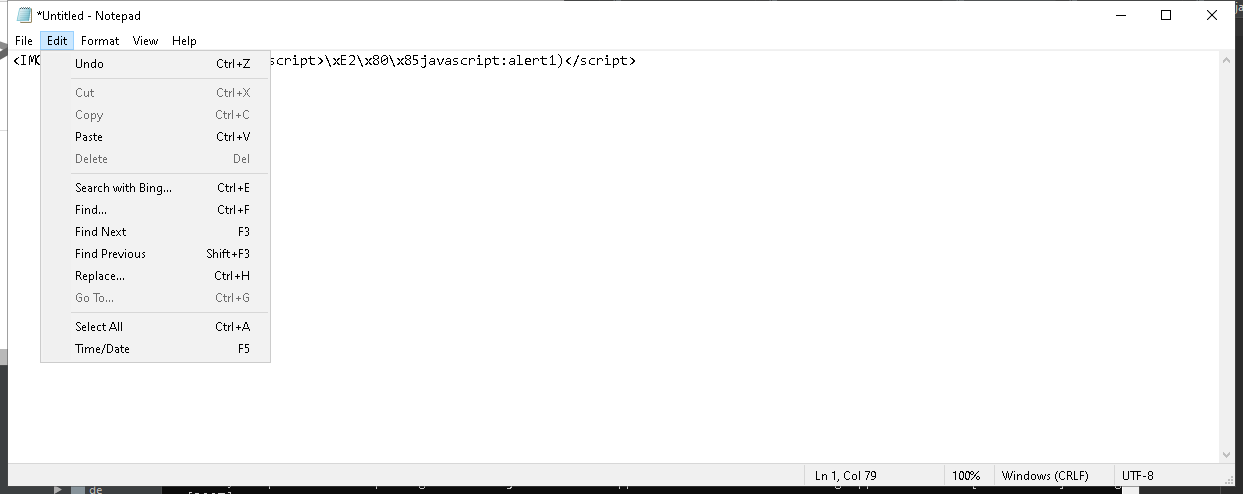 *Untitled - Notepad
File Edit Format View Help
<IM script>\xE2\x80\x85javascript:alert1)</script>
Undo Ctrl+Z
Cut Ctrl+X
Copy Ctrl+C
Paste Ctrl+V
Delete Del
Search with Bing... Ctrl+E
Find... Ctrl+F
Find Next F3
Find Previous Shift+F3
Replace... Ctrl+H
Go To... Ctrl+G
Select All Ctrl+A
Time/Date F5
Ln 1, Col 79 100% Windows (CRLF) UTF-8
de